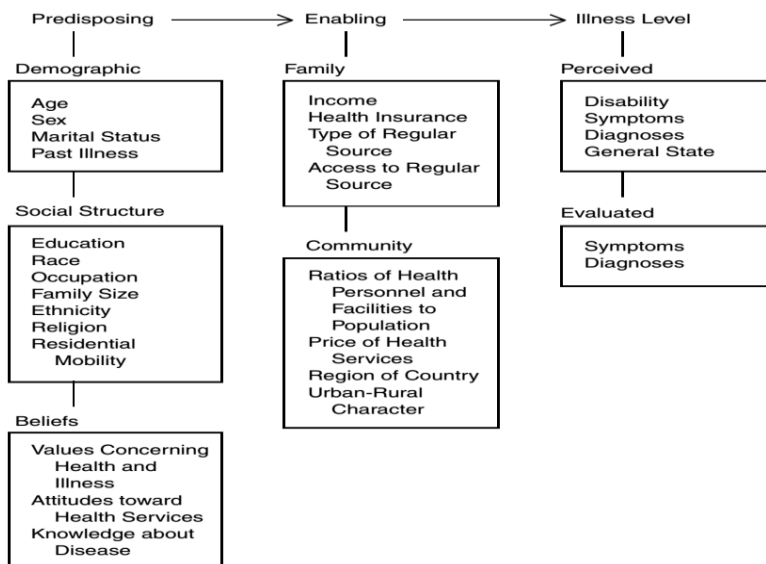 Predisposing
Enabling
Illness Level
Demographic
Age
Sex
Marital Status
Past Illness
Social Structure
Education
Race
Occupation
Family Size
Ethnicity
Religion
Residential
Mobility
Beliefs
Values Concerning
Health and
Illness
Attitudes toward
Health Services
Knowledge about
Disease
Family
Income
Health Insurance
Type of Regular
Source
Access to Regular
Source
Community
Ratios of Health
Personnel and
Facilities to
Population
Price of Health
Services
Region of Country
Urban-Rural
Character
Perceived
Disability
Symptoms
Diagnoses
General State
Evaluated
Symptoms
Diagnoses